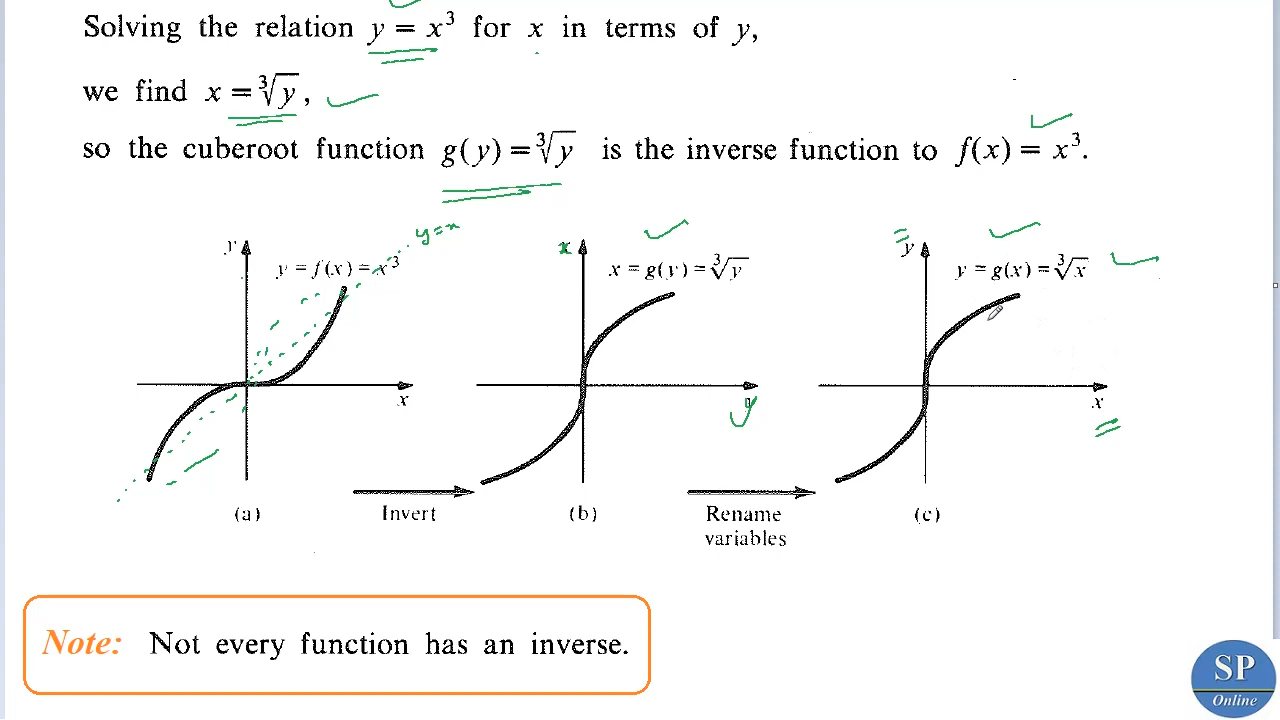 Solving the relation y = x³ for x in terms of y,
we find x = ∛y,
so the cuberoot function g(y) = ∛y is the inverse function to f(x) = x³.
y=x
y
y = f(x) = x³
x
(a)
Invert
x
x = g(y) = ∛y
y
(b)
Rename
variables
y
y = g(x) = ∛x
x
(c)
Note: Not every function has an inverse.
SP
Online